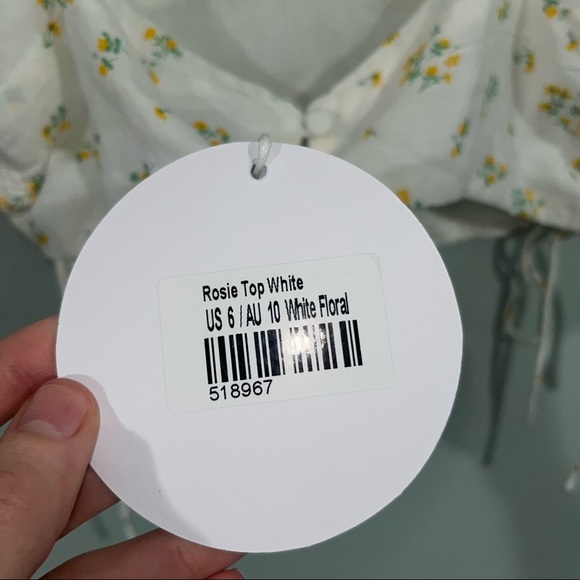 Rosie Top White
US 6 / AU 10 White Floral
518967